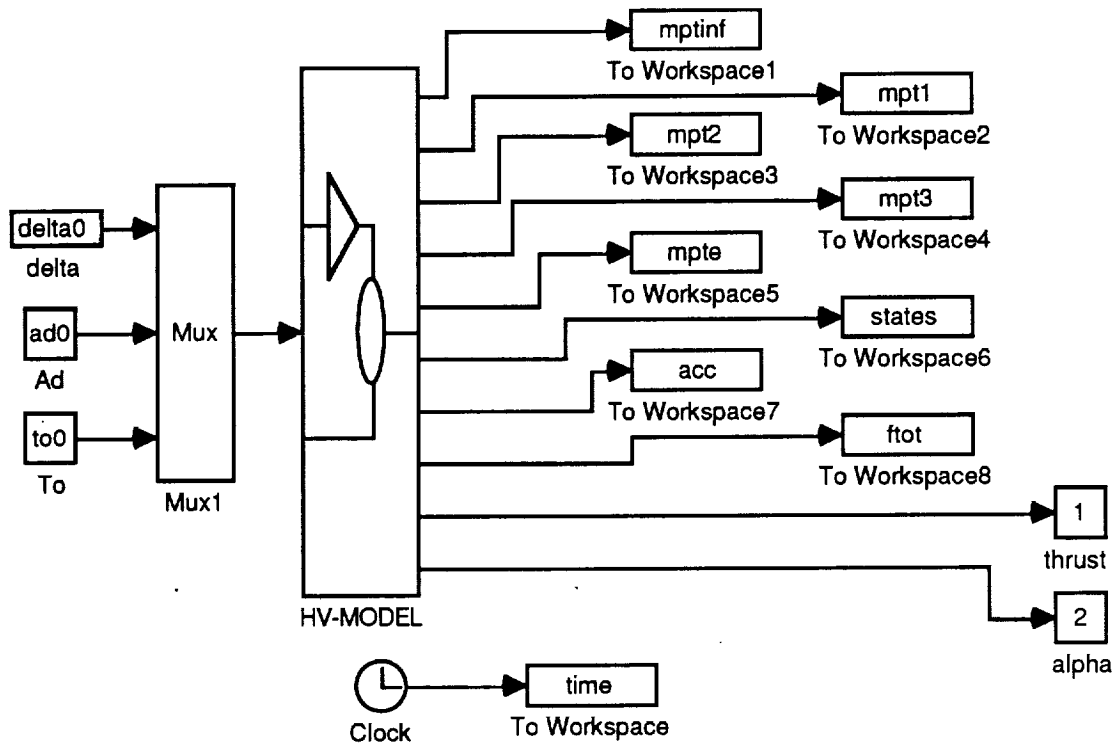 mptinf
To Workspace1
mpt1
To Workspace2
mpt2
To Workspace3
mpt3
To Workspace4
delta0
delta
mpte
To Workspace5
Mux
ad0
Ad
states
To Workspace6
acc
To Workspace7
to0
To
ftot
To Workspace8
Mux1
1
thrust
HV-MODEL
2
alpha
time
Clock
To Workspace